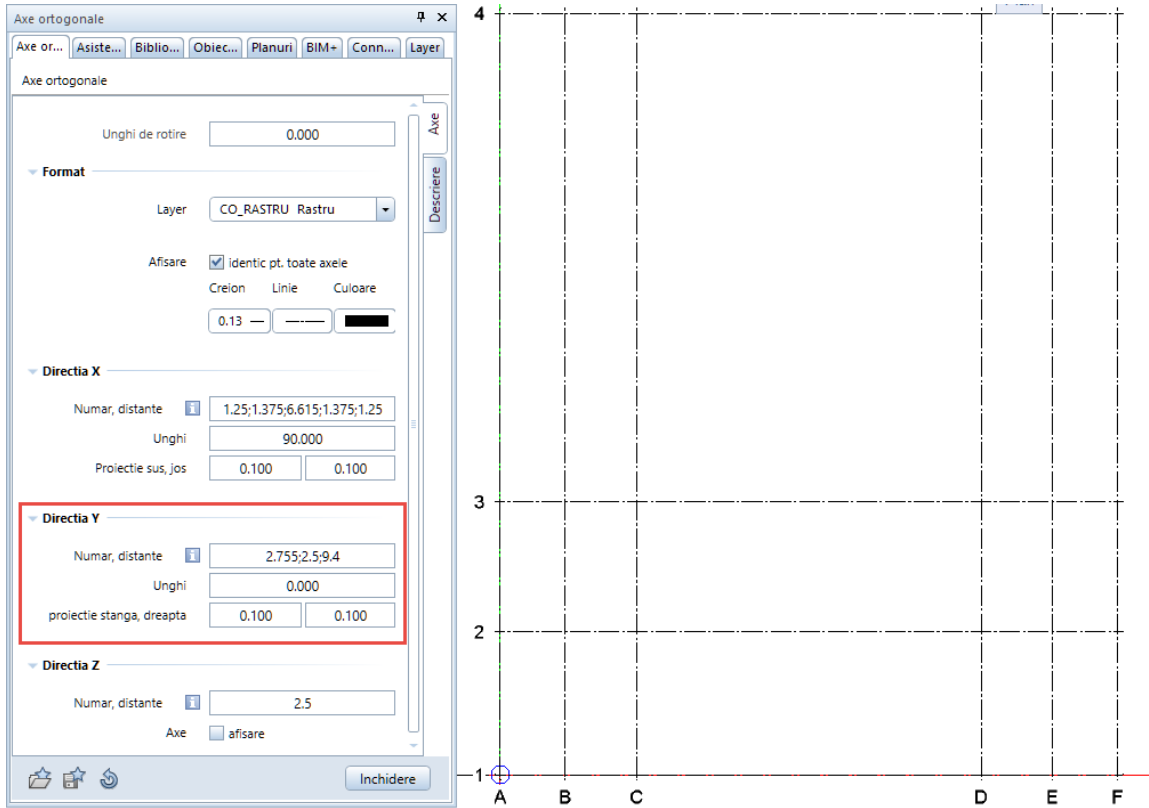 Axe ortogonale
Axe or... Asiste... Biblio... Obiec... Planuri BIM+ Conn... Layer
Axe ortogonale
Axe
Descriere
Unghi de rotire 0.000
Format
Layer CO_RASTRU Rastru
Afisare identic pt. toate axele
Creion Linie Culoare
0.13
Directia X
Numar, distante 1.25;1.375;6.615;1.375;1.25
Unghi 90.000
Proiectie sus, jos 0.100 0.100
Directia Y
Numar, distante 2.755;2.5;9.4
Unghi 0.000
proiectie stanga, dreapta 0.100 0.100
Directia Z
Numar, distante 2.5
Axe afisare
Inchidere
4
3
2
1
A B C D E F